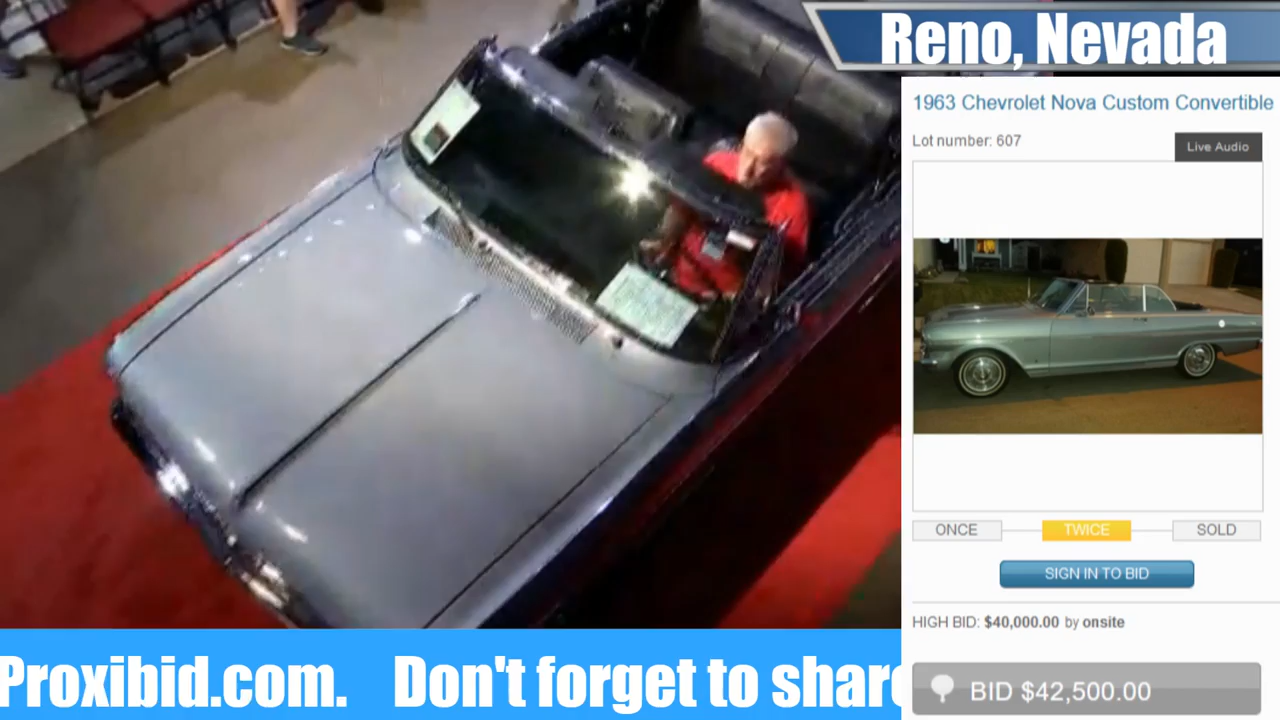 Reno, Nevada
1963 Chevrolet Nova Custom Convertible
Lot number: 607
Live Audio
ONCE
TWICE
SOLD
SIGN IN TO BID
HIGH BID: $40,000.00 by onsite
BID $42,500.00
Proxibid.com. Don't forget to share